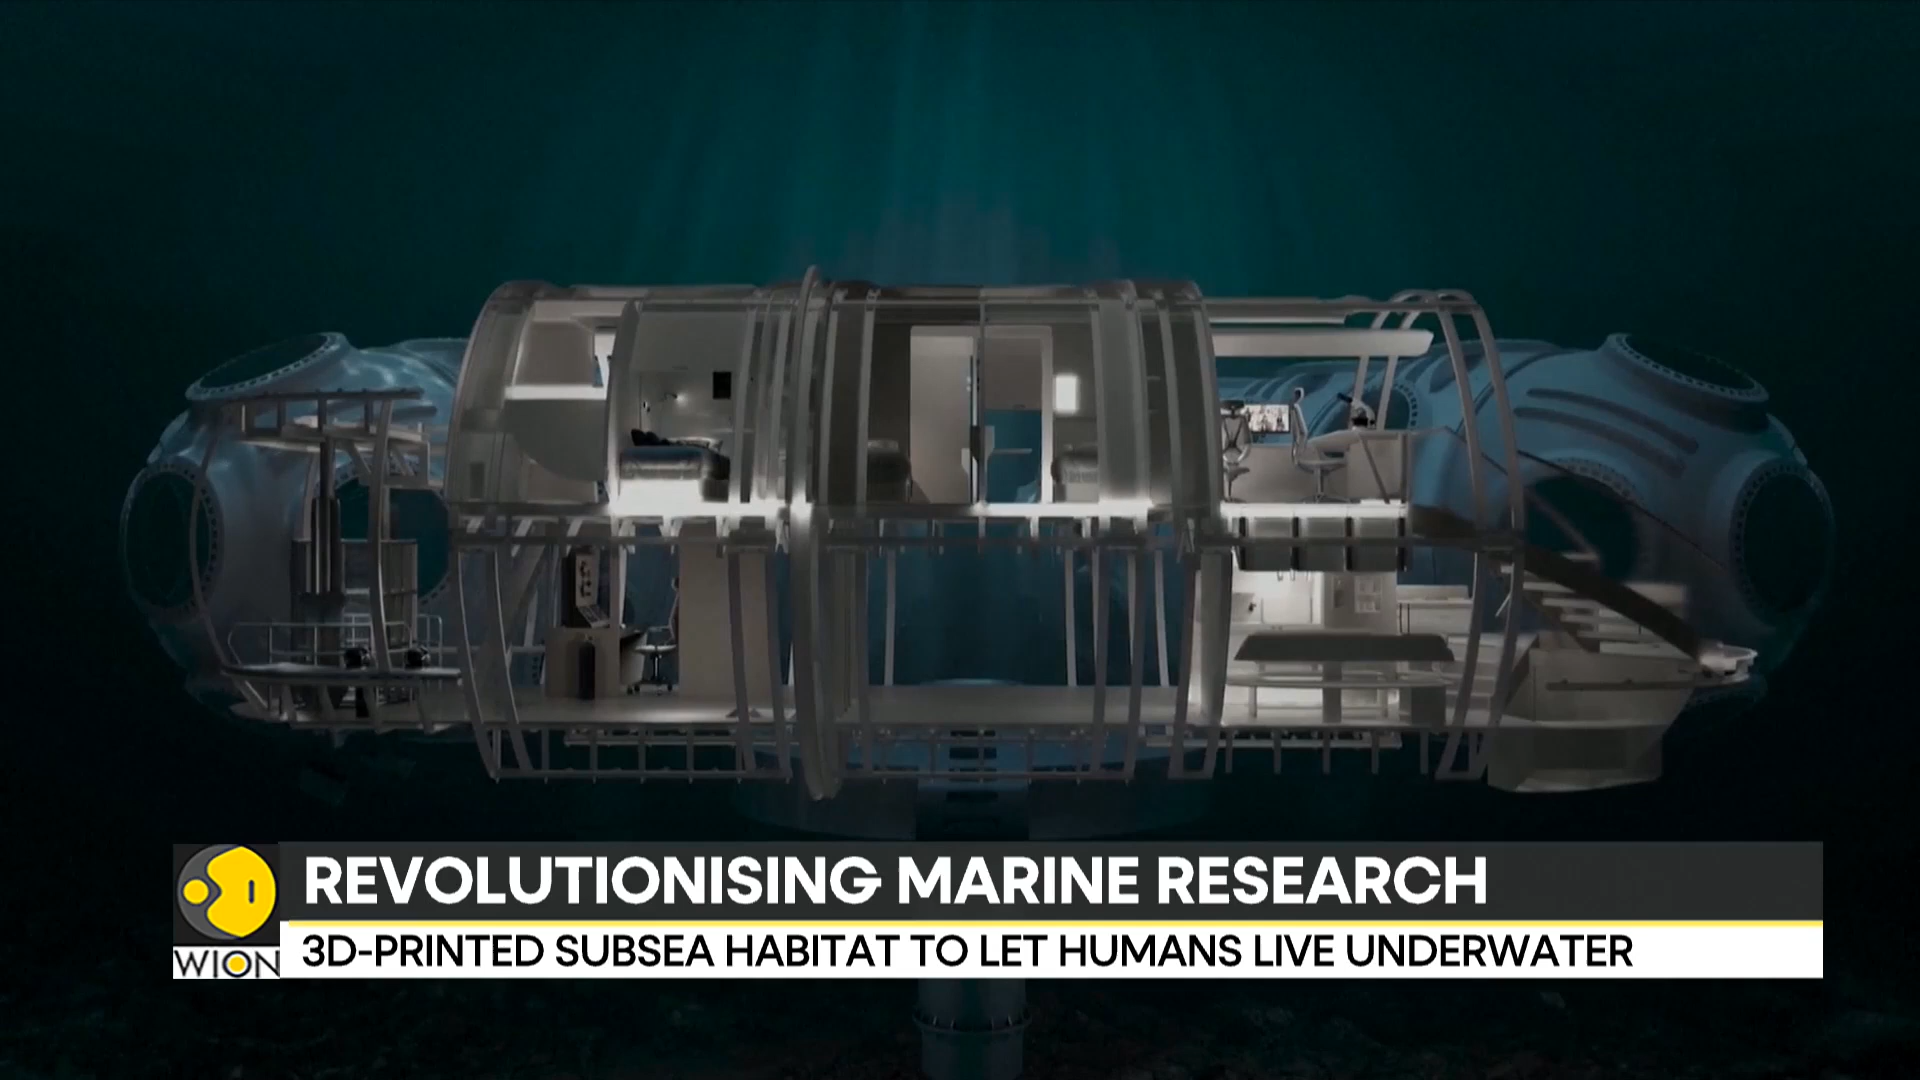 REVOLUTIONISING MARINE RESEARCH
3D-PRINTED SUBSEA HABITAT TO LET HUMANS LIVE UNDERWATER
WION